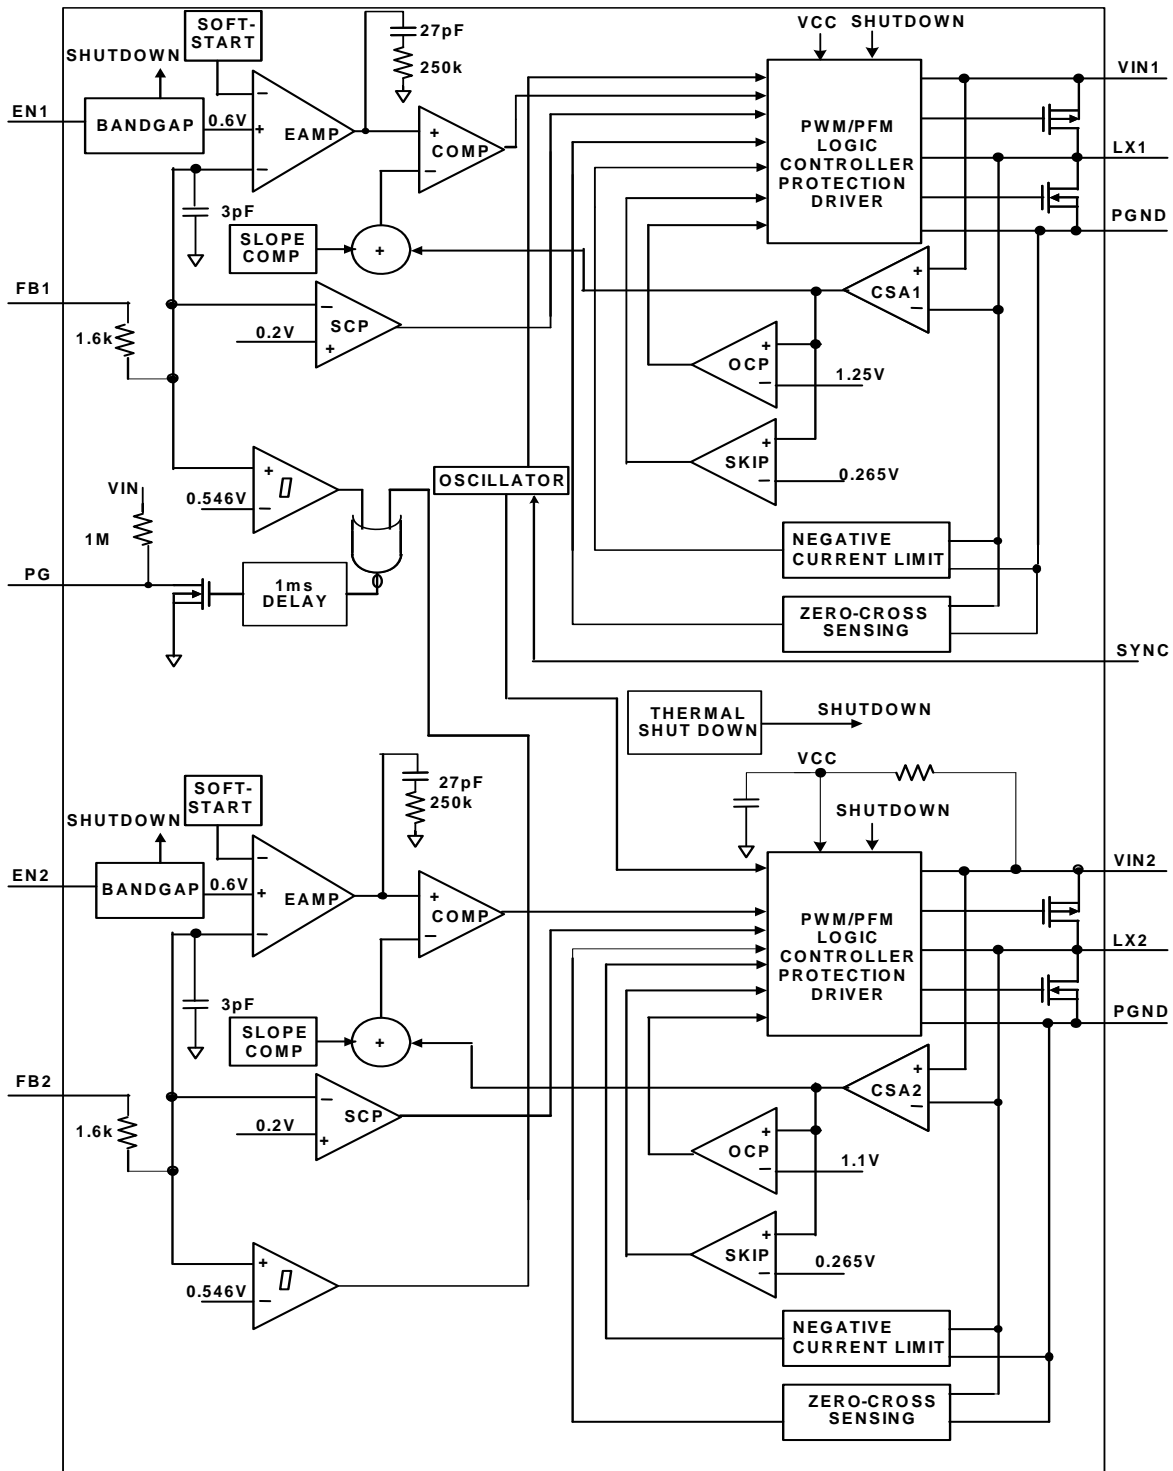 SOFT-
START
27pF
250k
VCC
SHUTDOWN
SHUTDOWN
VIN1
EN1
BANDGAP
0.6V
−
+
−
EAMP
+
−
COMP
PWM/PFM
LOGIC
CONTROLLER
PROTECTION
DRIVER
LX1
3pF
PGND
SLOPE
COMP
+
+
−
CSA1
FB1
1.6k
0.2V
−
+
SCP
+
−
OCP
1.25V
+
−
SKIP
0.265V
VIN
1M
0.546V
+
−
OSCILLATOR
NEGATIVE
CURRENT LIMIT
PG
1ms
DELAY
ZERO-CROSS
SENSING
SYNC
THERMAL
SHUT DOWN
SHUTDOWN
VCC
SOFT-
START
27pF
250k
SHUTDOWN
SHUTDOWN
VIN2
EN2
BANDGAP
0.6V
−
+
−
EAMP
+
−
COMP
PWM/PFM
LOGIC
CONTROLLER
PROTECTION
DRIVER
LX2
3pF
PGND
SLOPE
COMP
+
+
−
CSA2
FB2
1.6k
0.2V
−
+
SCP
+
−
OCP
1.1V
+
−
SKIP
0.265V
0.546V
+
−
NEGATIVE
CURRENT LIMIT
ZERO-CROSS
SENSING